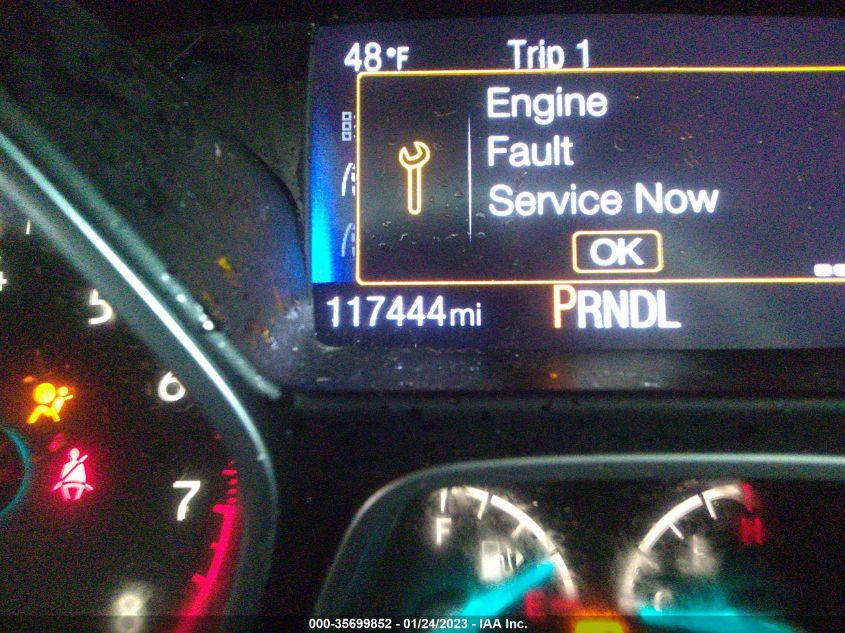 48°F Trip 1
Engine
Fault
Service Now
OK
117444mi PRNDL
5
6
7
8
F
H
C
000-35699852 - 01/24/2023 - IAA Inc.